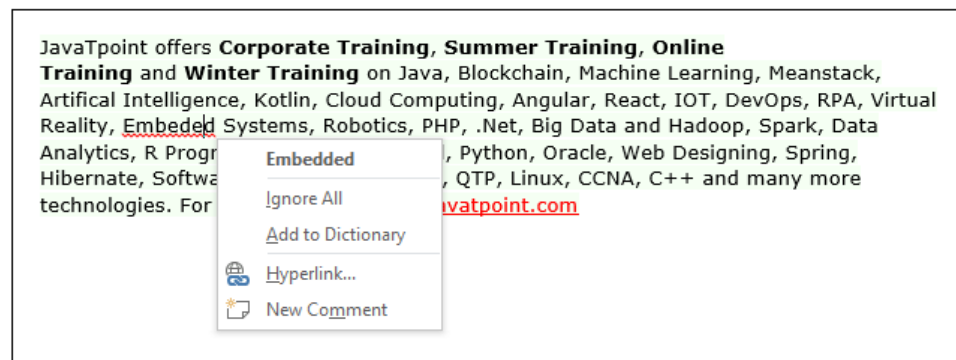 JavaTpoint offers Corporate Training, Summer Training, Online
Training and Winter Training on Java, Blockchain, Machine Learning, Meanstack,
Artifical Intelligence, Kotlin, Cloud Computing, Angular, React, IOT, DevOps, RPA, Virtual
Reality, Embeded Systems, Robotics, PHP, .Net, Big Data and Hadoop, Spark, Data
Analytics, R Progr , Python, Oracle, Web Designing, Spring,
Hibernate, Softwa , QTP, Linux, CCNA, C++ and many more
technologies. For vatpoint.com
Embedded
Ignore All
Add to Dictionary
Hyperlink...
New Comment